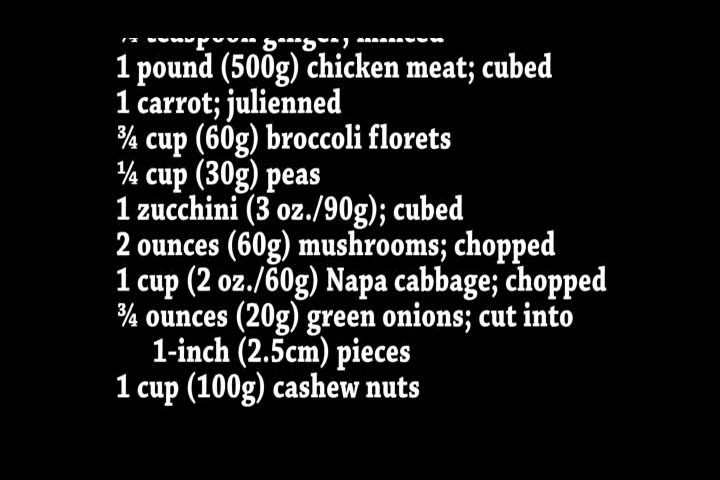 teaspoon ginger; minced
1 pound (500g) chicken meat; cubed
1 carrot; julienned
¾ cup (60g) broccoli florets
¼ cup (30g) peas
1 zucchini (3 oz./90g); cubed
2 ounces (60g) mushrooms; chopped
1 cup (2 oz./60g) Napa cabbage; chopped
¾ ounces (20g) green onions; cut into
1-inch (2.5cm) pieces
1 cup (100g) cashew nuts